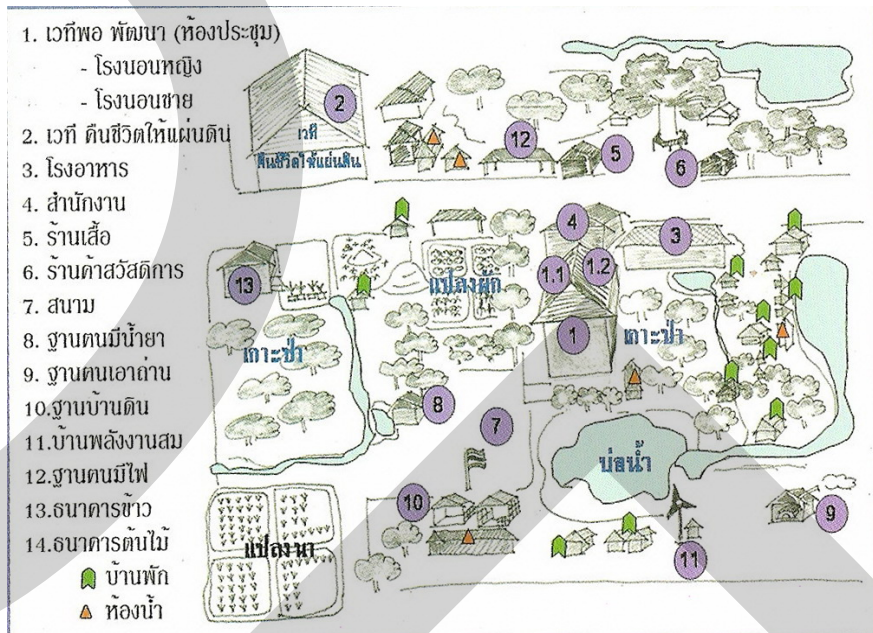 1. เวทีพอ พัฒนา (ห้องประชุม)
- โรงนอนหญิง
- โรงนอนชาย
2. เวที คืนชีวิตให้แผ่นดิน
3. โรงอาหาร
4. สำนักงาน
5. ร้านเสื้อ
6. ร้านค้าสวัสดิการ
7. สนาม
8. ฐานคนมีน้ำยา
9. ฐานคนเอาถ่าน
10.ฐานบ้านดิน
11.บ้านพลังงานลม
12.ฐานคนมีไฟ
13.ธนาคารข้าว
14.ธนาคารต้นไม้
บ้านพัก
ห้องน้ำ
2
เวที
คืนชีวิตให้แผ่นดิน
12
5
6
4
3
13
1.1
1.2
แปลงผัก
1
เกาะป่า
เกาะป่า
8
7
บ่อน้ำ
10
9
แปลงนา
11